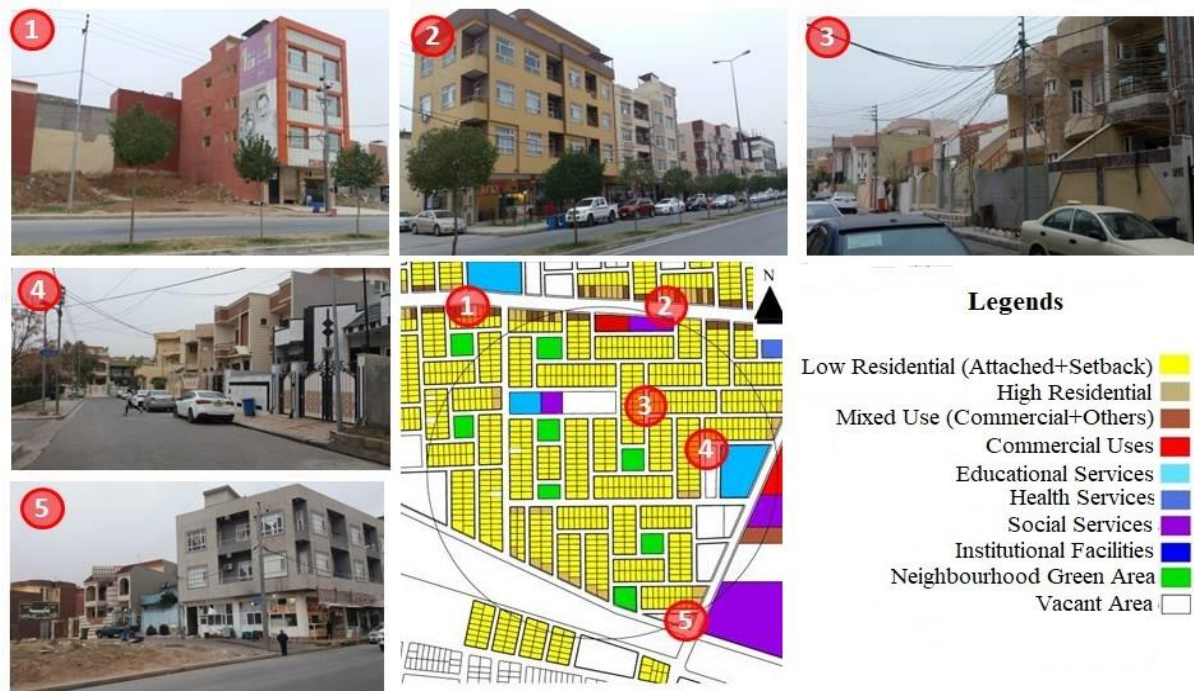 1
2
3
4
5
1
2
N
3
4
5
Legends
Low Residential (Attached+Setback)
High Residential
Mixed Use (Commercial+Others)
Commercial Uses
Educational Services
Health Services
Social Services
Institutional Facilities
Neighbourhood Green Area
Vacant Area